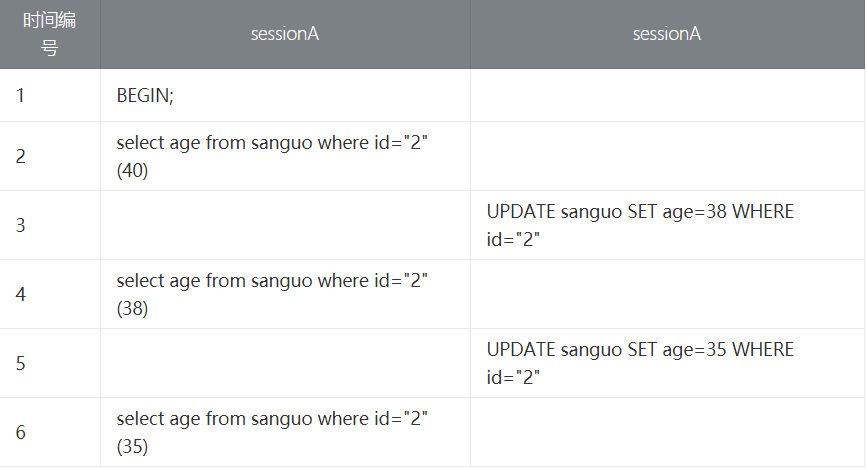 时间编
号
sessionA
sessionA
1
BEGIN;
2
select age from sanguo where id="2"
(40)
3
UPDATE sanguo SET age=38 WHERE
id="2"
4
select age from sanguo where id="2"
(38)
5
UPDATE sanguo SET age=35 WHERE
id="2"
6
select age from sanguo where id="2"
(35)